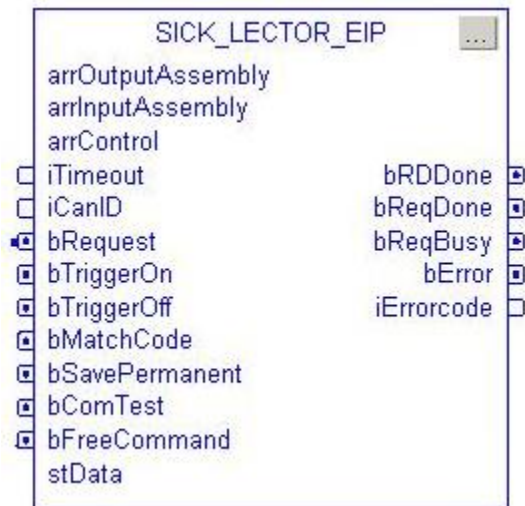 SICK_LECTOR_EIP ...
arrOutputAssembly
arrInputAssembly
arrControl
iTimeout bRDDone
iCanID bReqDone
bRequest bReqBusy
bTriggerOn bError
bTriggerOff iErrorcode
bMatchCode
bSavePermanent
bComTest
bFreeCommand
stData